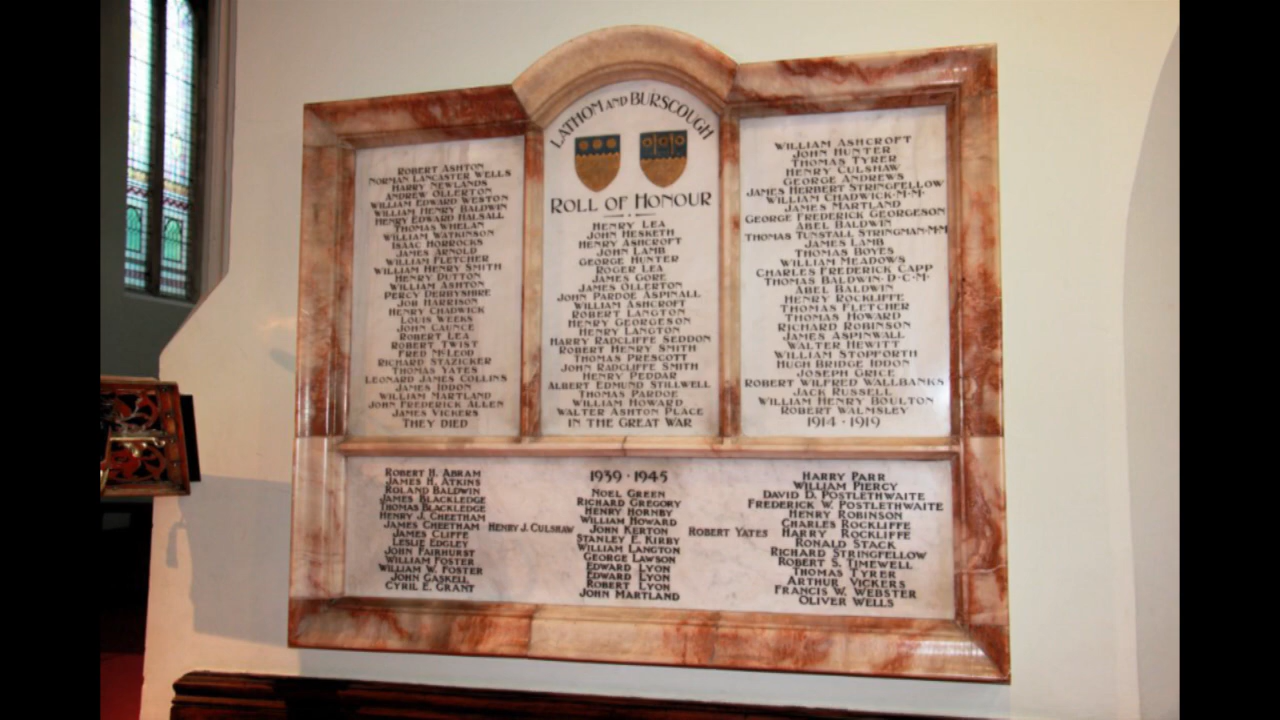 LATHOM AND BURSCOUGH
ROLL OF HONOUR
ROBERT ASHTON
NORMAN LANCASTER WELLS
HARRY NEWLANDS
ANDREW OLLERTON
WILLIAM EDWARD WESTON
WILLIAM HENRY BALDWIN
HENRY EDWARD HALSALL
THOMAS WHELAN
WILLIAM WATKINSON
ISAAC HORROCKS
JAMES ARNOLD
WILLIAM FLETCHER
WILLIAM HENRY SMITH
HENRY DUTTON
WILLIAM ASHTON
PERCY DERBYSHIRE
JOB HARRISON
HENRY CHADWICK
LOUIS WEEKS
JOHN CAUNCE
ROBERT LEA
ROBERT TWIST
FRED McLEOD
RICHARD STAZICKER
THOMAS YATES
LEONARD JAMES COLLINS
JAMES IDDON
WILLIAM MARTLAND
JOHN FREDERICK ALLEN
JAMES VICKERS
THEY DIED
HENRY LEA
JOHN HESKETH
HENRY ASHCROFT
JOHN LAMB
GEORGE HUNTER
ROGER LEA
JAMES GORE
JAMES OLLERTON
JOHN PARDOE ASPINALL
WILLIAM ASHCROFT
ROBERT LANGTON
HENRY GEORGESON
HENRY LANGTON
HARRY RADCLIFFE SEDDON
ROBERT HENRY SMITH
THOMAS PRESCOTT
JOHN RADCLIFFE SMITH
HENRY PEDDAR
ALBERT EDMUND STILLWELL
THOMAS PARDOE
WILLIAM HOWARD
WALTER ASHTON PLACE
IN THE GREAT WAR
WILLIAM ASHCROFT
JOHN HUNTER
THOMAS TYRER
HENRY CULSHAW
GEORGE ANDREWS
JAMES HERBERT STRINGFELLOW
WILLIAM CHADWICK·M·M·
JAMES MARTLAND
GEORGE FREDERICK GEORGESON
ABEL BALDWIN
THOMAS TUNSTALL STRINGMAN·MM
JAMES LAMB
THOMAS BOYES
WILLIAM MEADOWS
CHARLES FREDERICK CAPP
THOMAS BALDWIN·D·C·M·
ABEL BALDWIN
HENRY ROCKLIFFE
THOMAS FLETCHER
THOMAS HOWARD
RICHARD ROBINSON
JAMES ASPINWALL
WALTER HEWITT
WILLIAM STOPFORTH
HUGH BRIDGE IDDON
JOSEPH GRICE
ROBERT WILFRED WALLBANKS
JACK RUSSELL
WILLIAM HENRY BOULTON
ROBERT WALMSLEY
1914 · 1919
ROBERT H. ABRAM
JAMES H. ATKINS
ROLAND BALDWIN
JAMES BLACKLEDGE
THOMAS BLACKLEDGE
HENRY J. CHEETHAM
JAMES CHEETHAM
JAMES CLIFFE
LESLIE EDGLEY
JOHN FAIRHURST
WILLIAM FOSTER
WILLIAM W. FOSTER
JOHN GASKELL
CYRIL E. GRANT
HENRY J. CULSHAW
1939 · 1945
NOEL GREEN
RICHARD GREGORY
HENRY HORNBY
WILLIAM HOWARD
JOHN KERTON
STANLEY E. KIRBY
WILLIAM LANGTON
GEORGE LAWSON
EDWARD LYON
EDWARD LYON
ROBERT LYON
JOHN MARTLAND
ROBERT YATES
HARRY PARR
WILLIAM PIERCY
DAVID D. POSTLETHWAITE
FREDERICK W. POSTLETHWAITE
HENRY ROBINSON
CHARLES ROCKLIFFE
HARRY ROCKLIFFE
RONALD STACK
RICHARD STRINGFELLOW
ROBERT S. TIMEWELL
THOMAS TYRER
ARTHUR VICKERS
FRANCIS W. WEBSTER
OLIVER WELLS